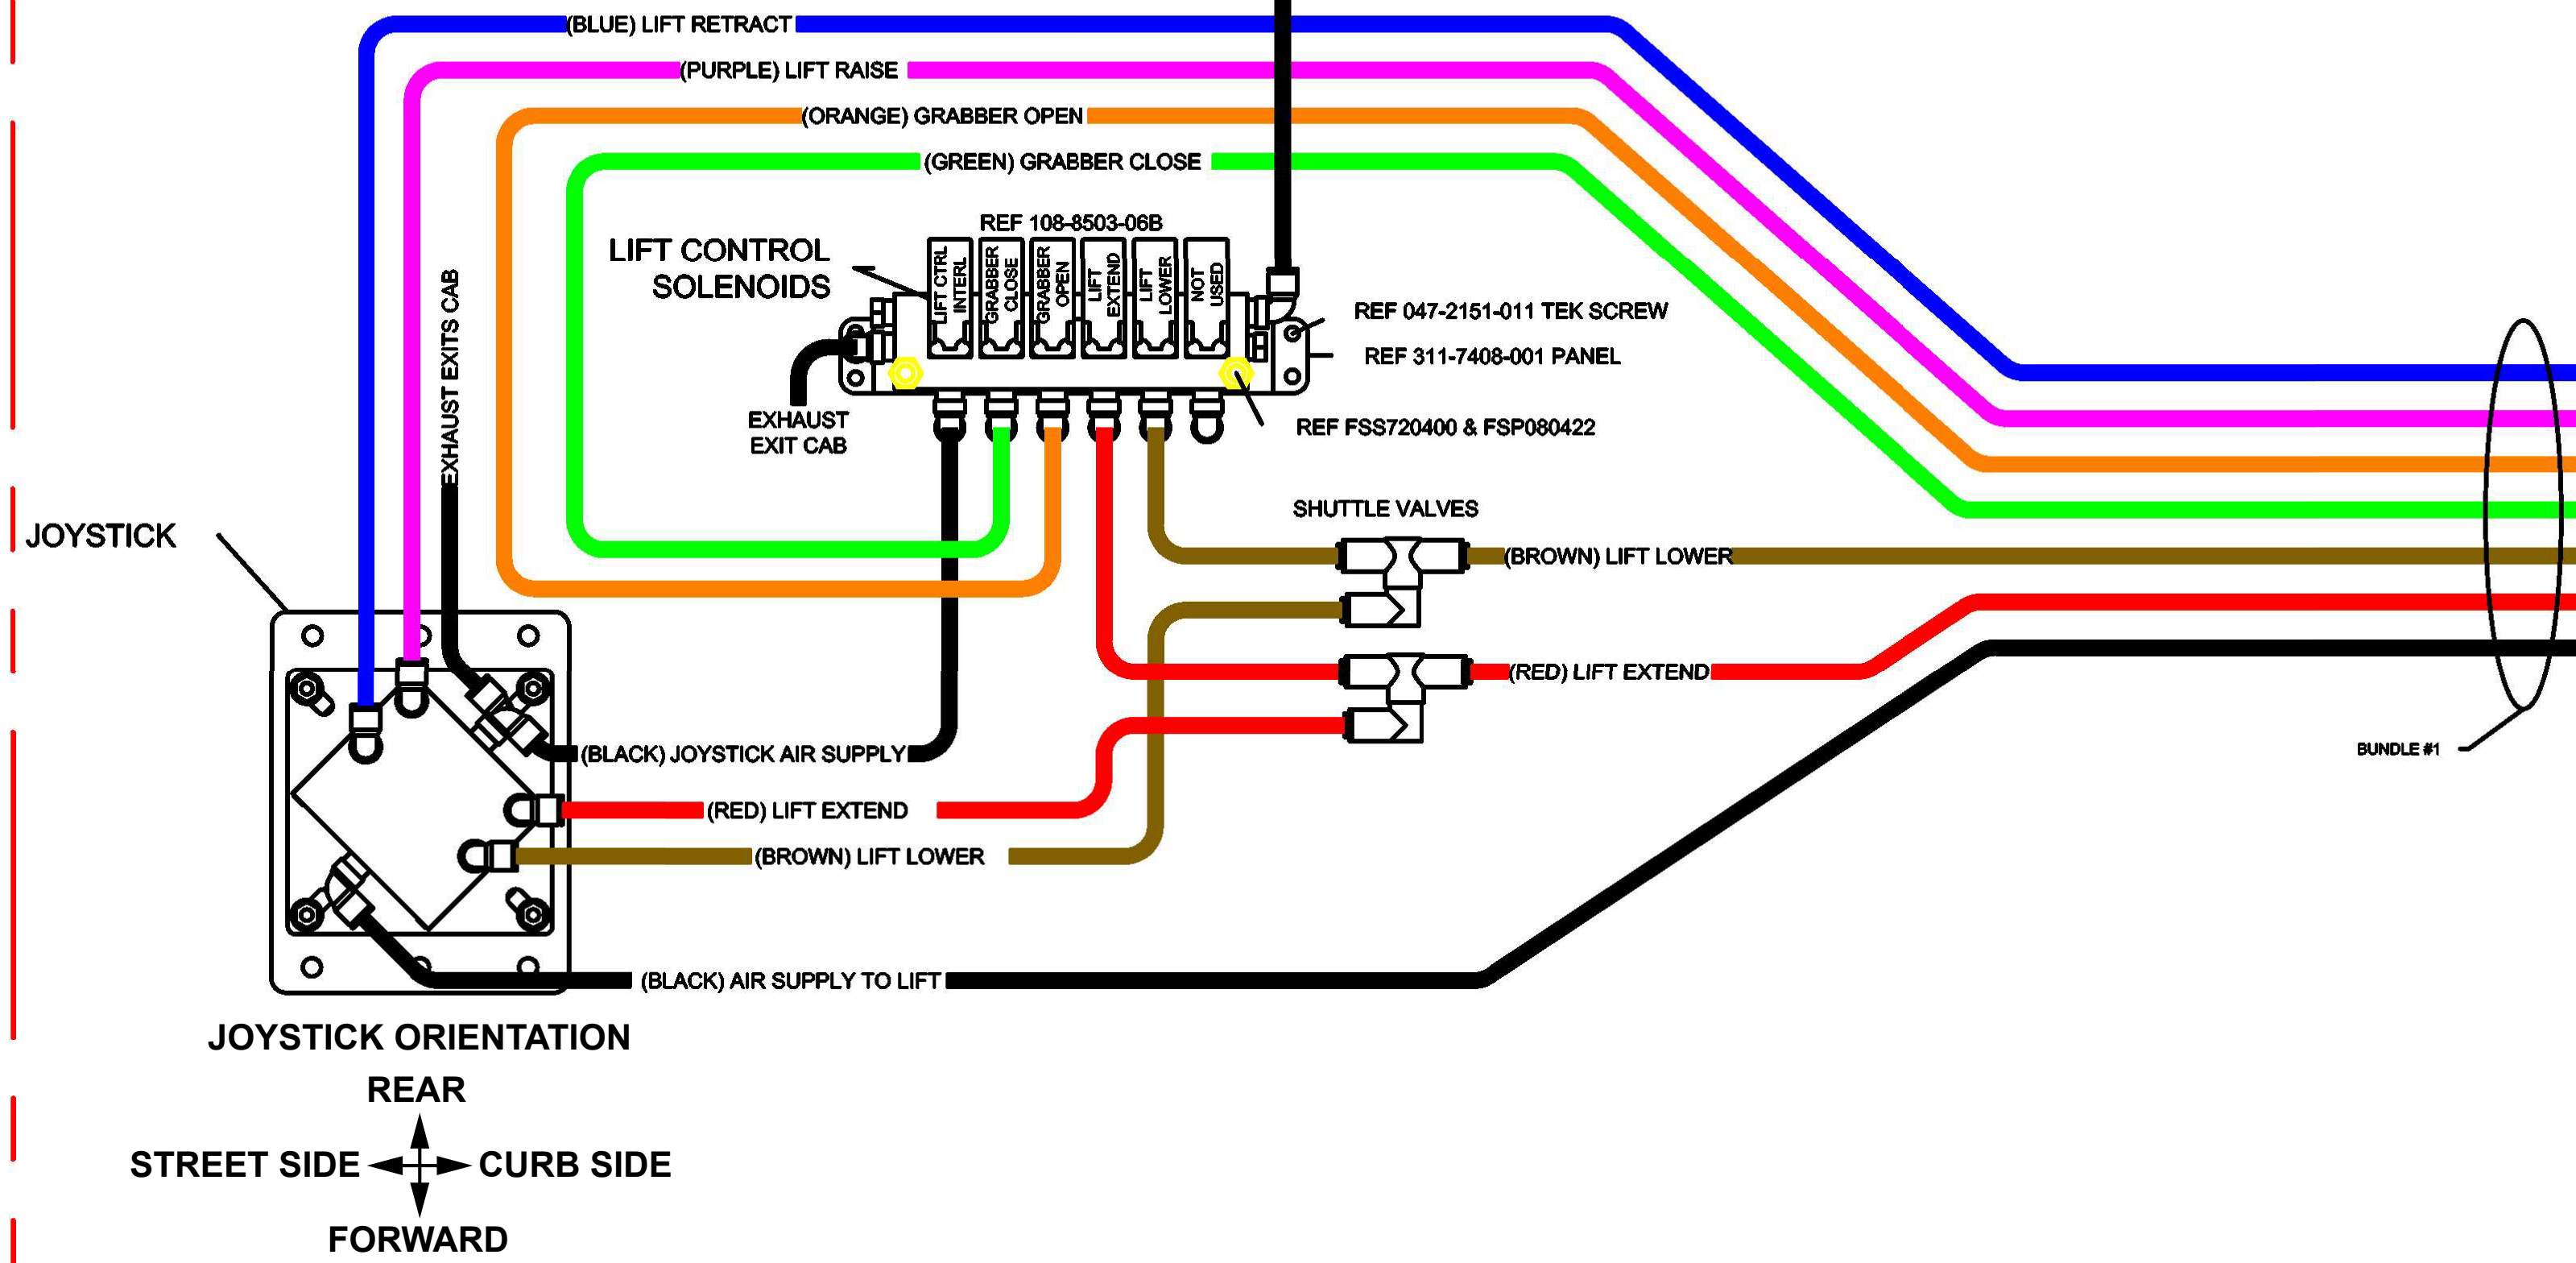 (BLUE) LIFT RETRACT
(PURPLE) LIFT RAISE
(ORANGE) GRABBER OPEN
(GREEN) GRABBER CLOSE
REF 108-8503-06B
LIFT CONTROL
SOLENOIDS
LIFT CTRL
INTERL
GRABBER
CLOSE
GRABBER
OPEN
LIFT
EXTEND
LIFT
LOWER
NOT
USED
EXHAUST EXITS CAB
REF 047-2151-011 TEK SCREW
REF 311-7408-001 PANEL
EXHAUST
EXIT CAB
REF FSS720400 & FSP080422
SHUTTLE VALVES
JOYSTICK
(BROWN) LIFT LOWER
(RED) LIFT EXTEND
BUNDLE #1
(BLACK) JOYSTICK AIR SUPPLY
(RED) LIFT EXTEND
(BROWN) LIFT LOWER
(BLACK) AIR SUPPLY TO LIFT
JOYSTICK ORIENTATION
REAR
STREET SIDE
CURB SIDE
FORWARD